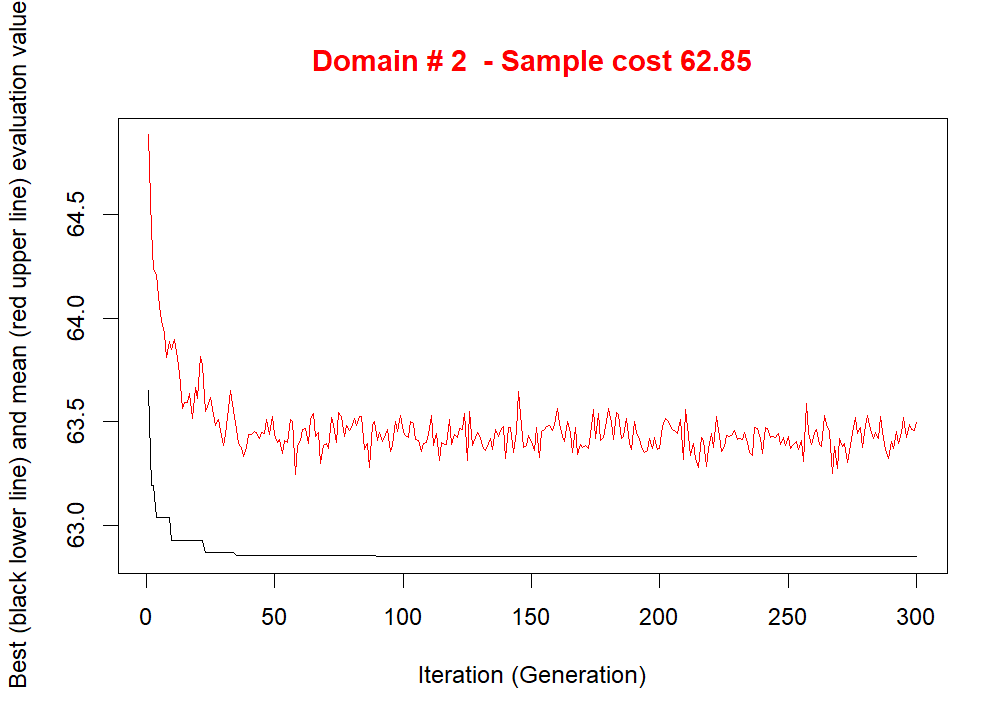 Domain # 2  - Sample cost 62.85
Best (black lower line) and mean (red upper line) evaluation value
64.5
64.0
63.5
63.0
0 50 100 150 200 250 300
Iteration (Generation)